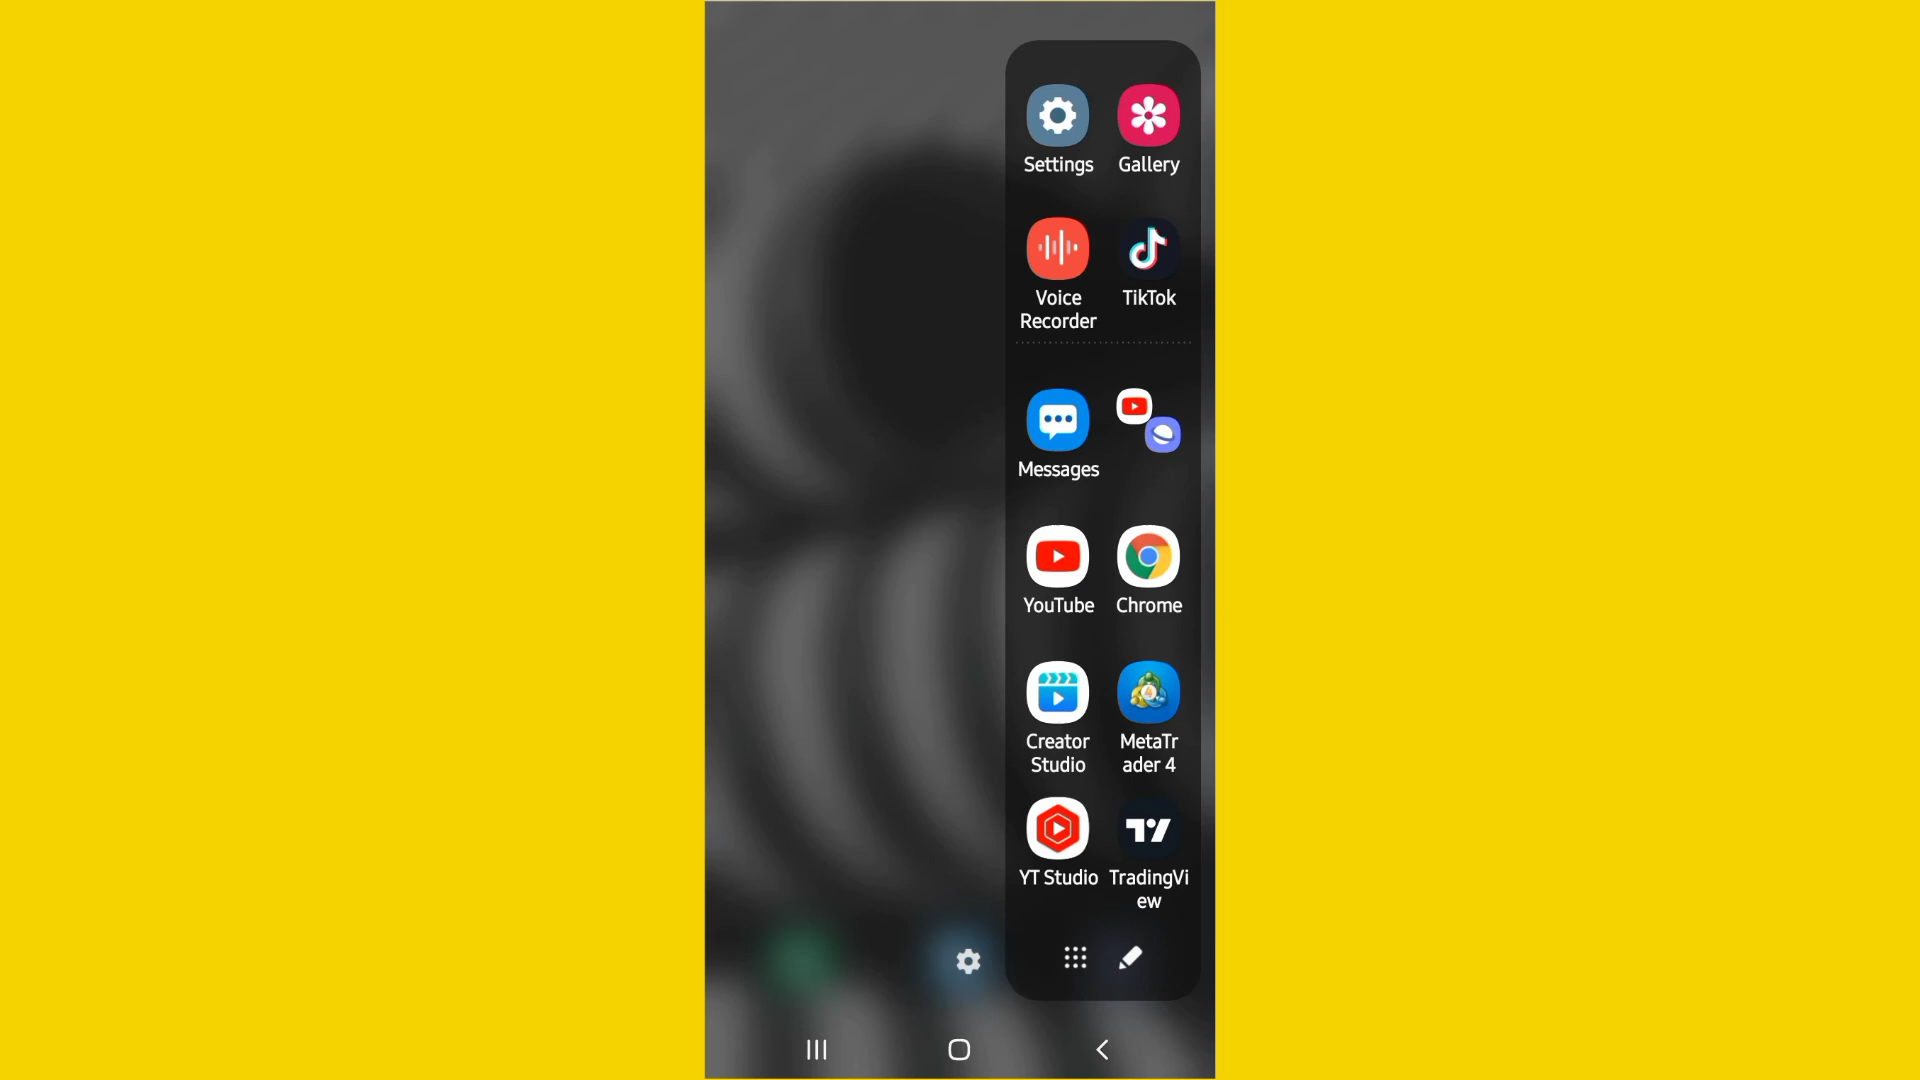 Settings Gallery
Voice Recorder TikTok
Messages
YouTube Chrome
Creator Studio MetaTr
ader 4
YT Studio TradingVi
ew